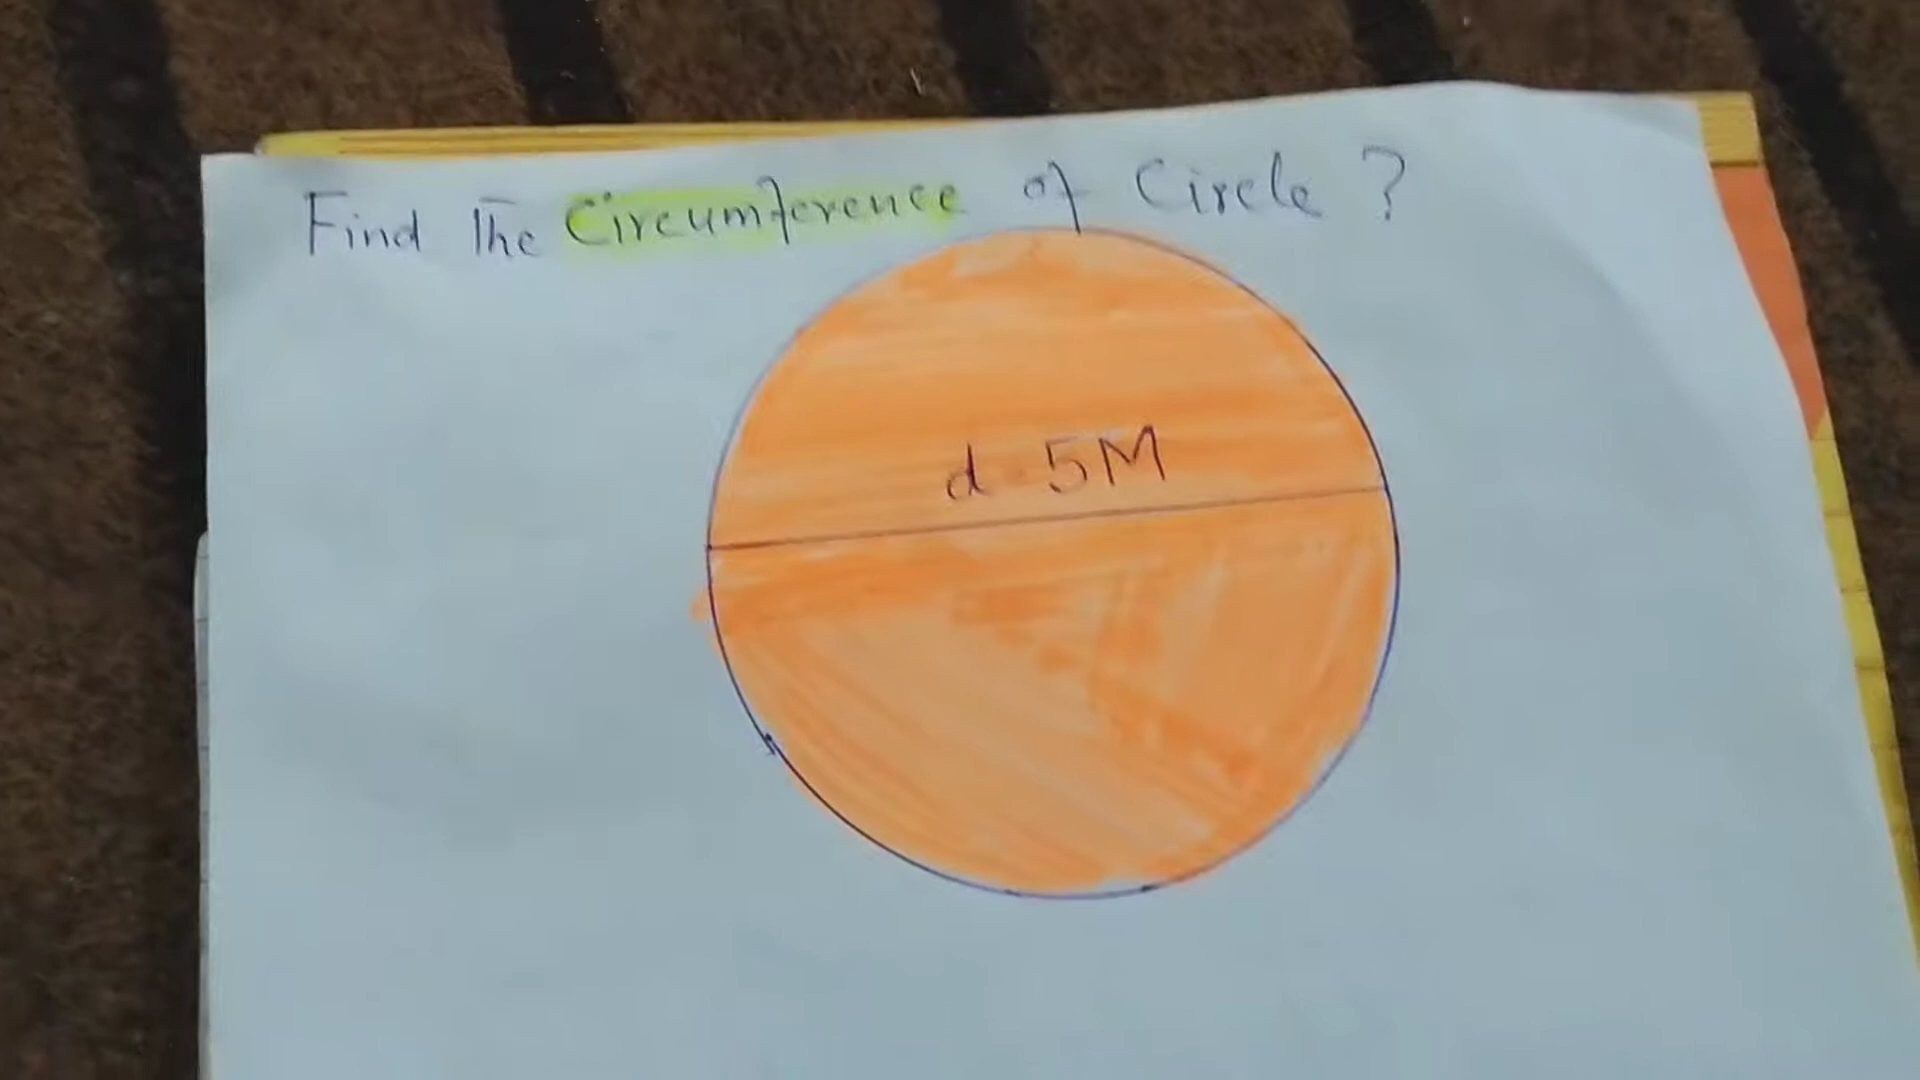 Find The Circumference of Circle ?
d = 5M